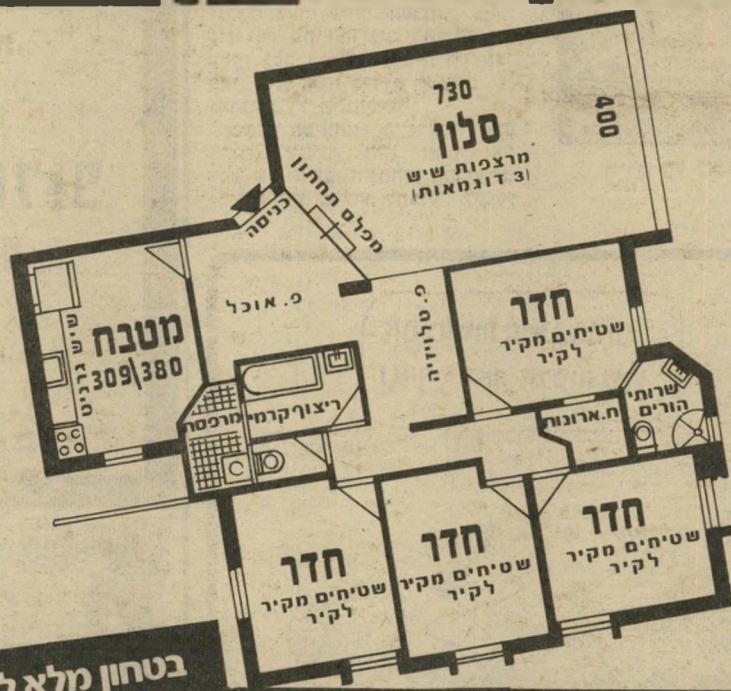 730
סלון
400
מרצפות שיש
(3 דוגמאות)
מפלס תחתון
כניסה
פ. אוכל
פ. טלויזיה
מטבח
309/380
שיש גרניט
חדר
שטיחים מקיר
לקיר
שרותי
הורים
ח.ארונות
ריצוף קרמי
מרפסת
חדר
שטיחים מקיר
לקיר
חדר
שטיחים מקיר
לקיר
חדר
שטיחים מקיר
לקיר
בטחון מלא